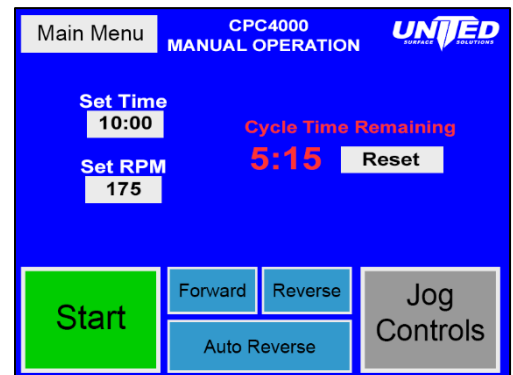 Main Menu
CPC4000
MANUAL OPERATION
UNITED
SURFACE SOLUTIONS
Set Time
10:00
Cycle Time Remaining
5:15
Reset
Set RPM
175
Start
Forward
Reverse
Auto Reverse
Jog
Controls